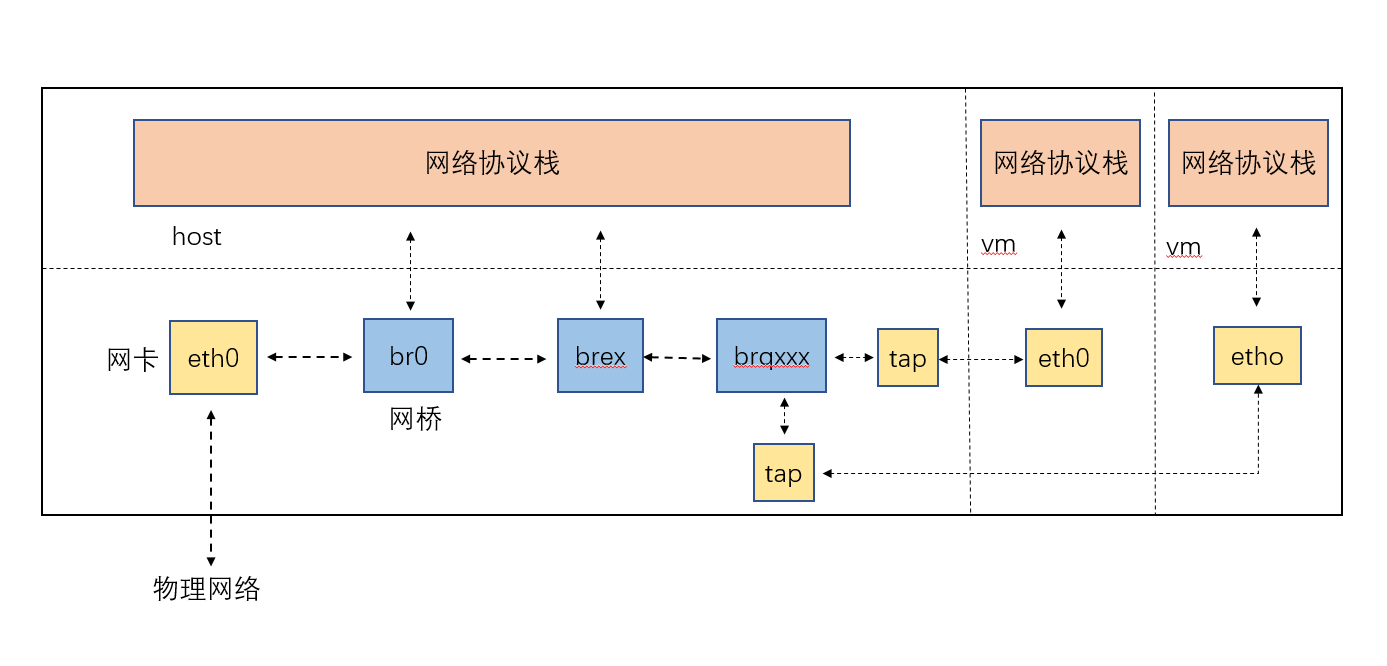 网络协议栈
网络协议栈
网络协议栈
host
vm
vm
网卡
eth0
br0
brex
brqxxx
tap
eth0
etho
网桥
tap
物理网络